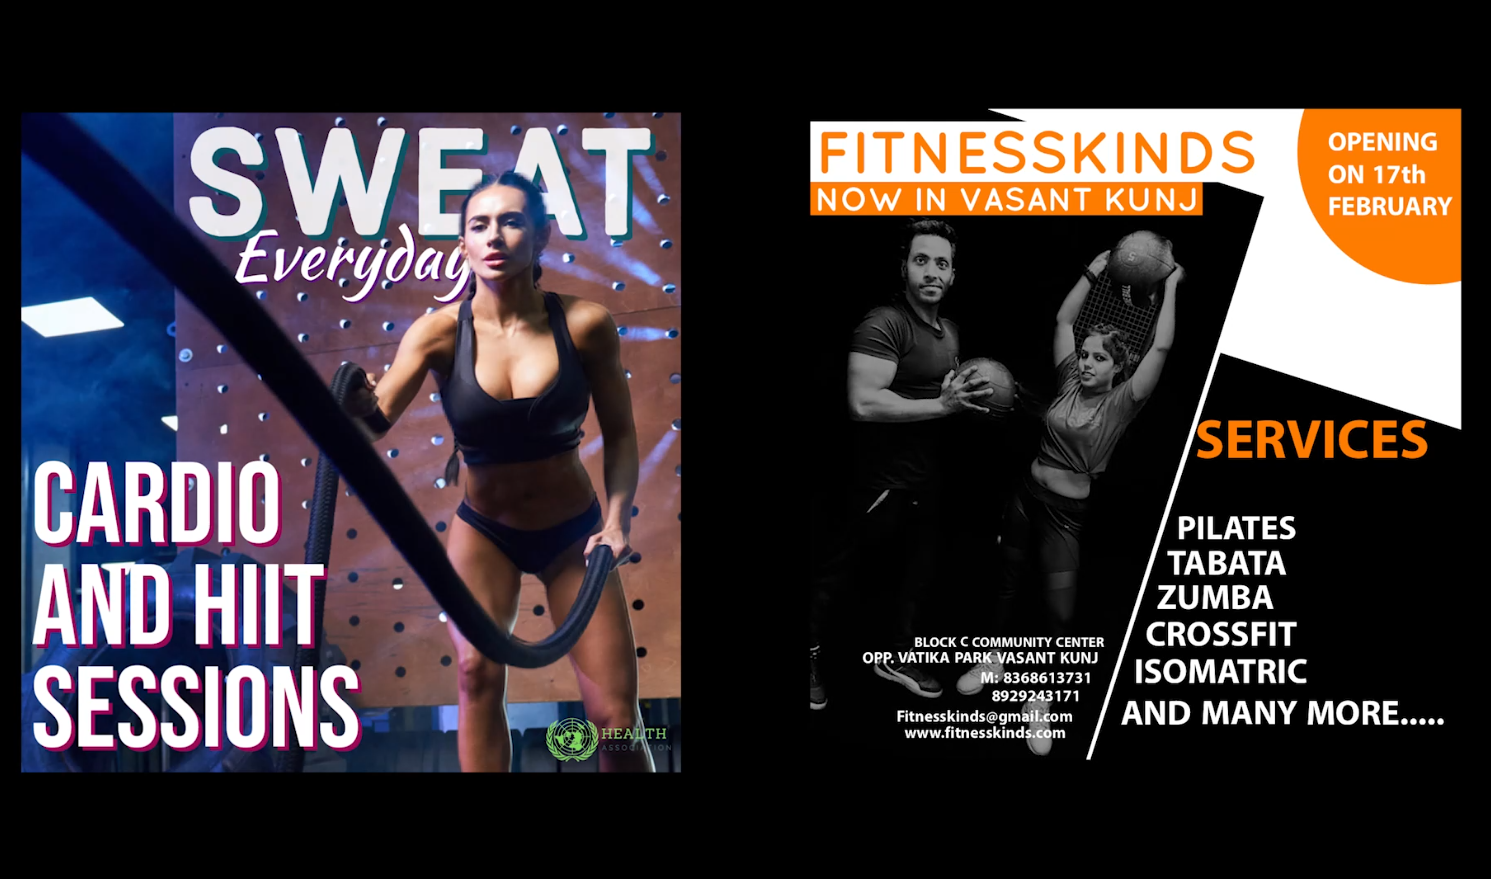 SWEAT
Everyday
CARDIO
AND HIIT
SESSIONS
HEALTH
ASSOCIATION
FITNESSKINDS
NOW IN VASANT KUNJ
OPENING
ON 17th
FEBRUARY
SERVICES
PILATES
TABATA
ZUMBA
CROSSFIT
ISOMATRIC
AND MANY MORE.....
BLOCK C COMMUNITY CENTER
OPP. VATIKA PARK VASANT KUNJ
M: 8368613731
8929243171
Fitnesskinds@gmail.com
www.fitnesskinds.com